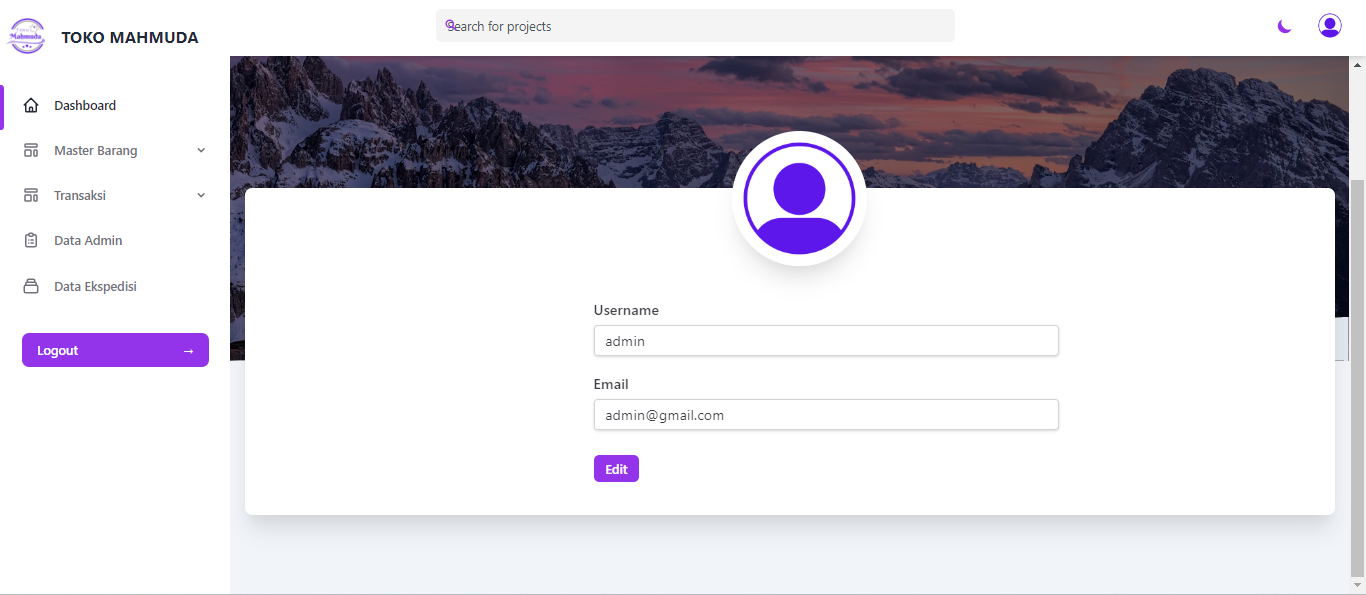 Mahmuda
TOKO MAHMUDA
Search for projects
Dashboard
Master Barang
Transaksi
Data Admin
Data Ekspedisi
Logout →
Username
admin
Email
admin@gmail.com
Edit